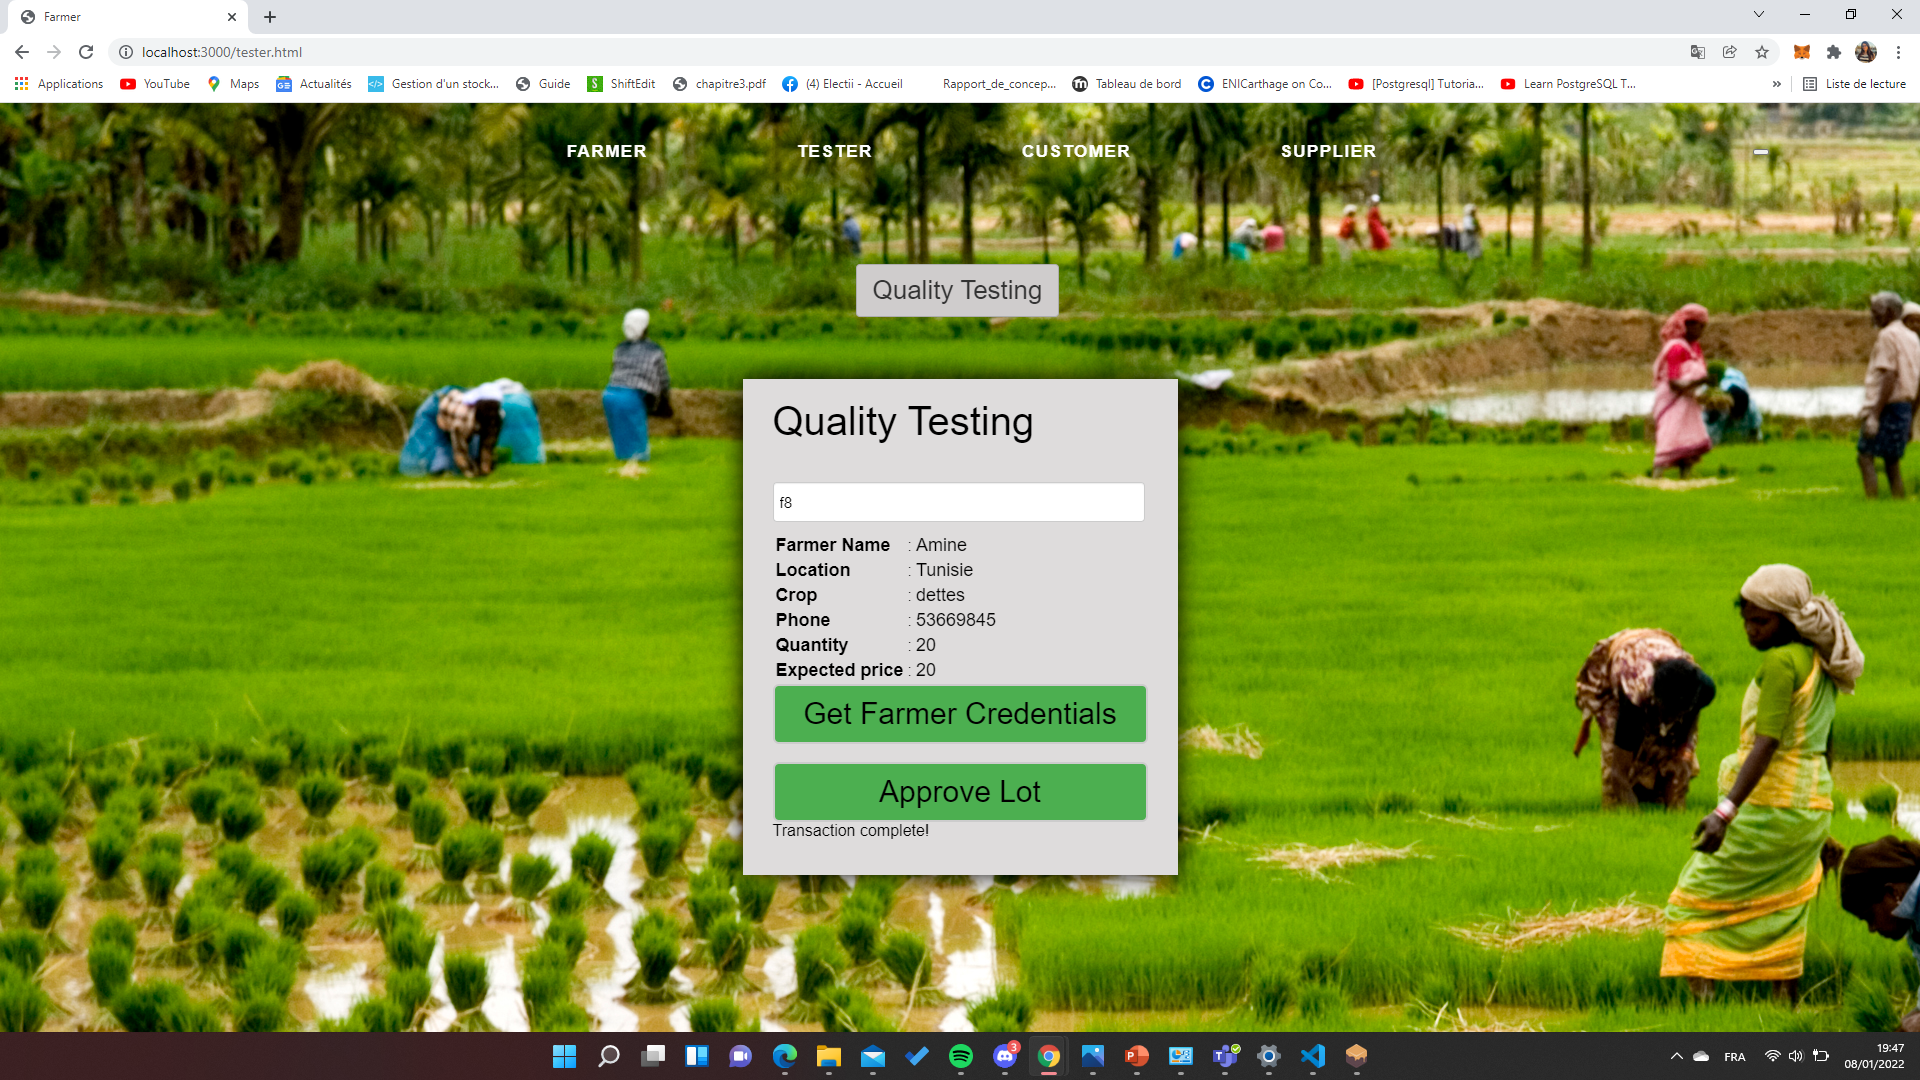 Farmer
localhost:3000/tester.html
Applications
YouTube
Maps
Actualités
Gestion d'un stock...
Guide
ShiftEdit
chapitre3.pdf
(4) Electii - Accueil
Rapport_de_concep...
Tableau de bord
ENICarthage on Co...
[Postgresql] Tutoria...
Learn PostgreSQL T...
»
Liste de lecture
FARMER
TESTER
CUSTOMER
SUPPLIER
Quality Testing
Quality Testing
f8
Farmer Name : Amine
Location : Tunisie
Crop : dettes
Phone : 53669845
Quantity : 20
Expected price : 20
Get Farmer Credentials
Approve Lot
Transaction complete!
3
FRA
19:47
08/01/2022